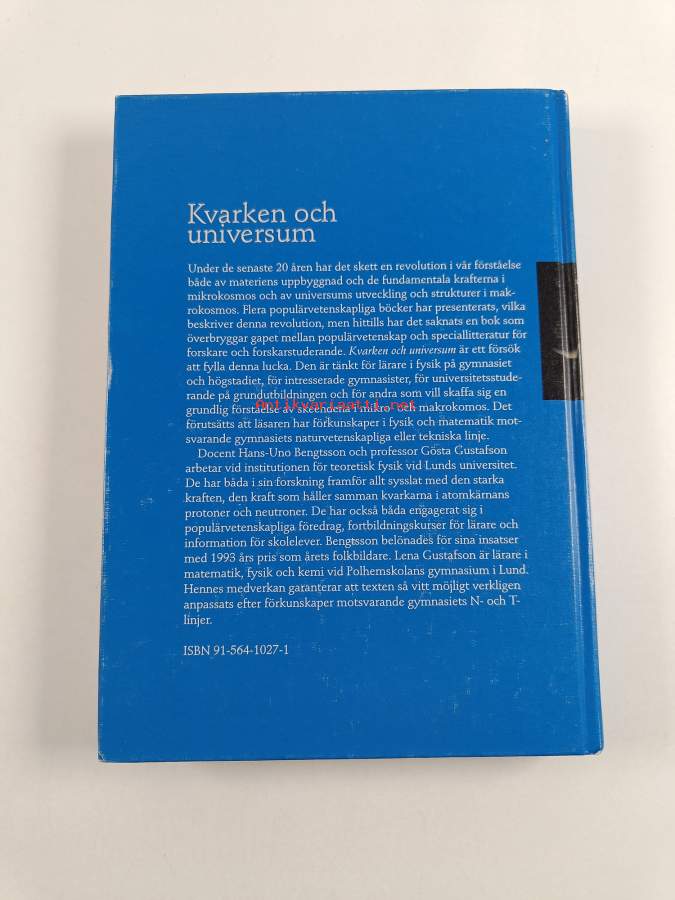 Kvarken och
universum
Under de senaste 20 åren har det skett en revolution i vår förståelse
både av materiens uppbyggnad och de fundamentala krafterna i
mikrokosmos och av universums utveckling och strukturer i mak-
rokosmos. Flera populärvetenskapliga böcker har presenterats, vilka
beskriver denna revolution, men hittills har det saknats en bok som
överbryggar gapet mellan populärvetenskap och speciallitteratur för
forskare och forskarstuderande. Kvarken och universum är ett försök
att fylla denna lucka. Den är tänkt för lärare i fysik på gymnasiet
och högstadiet, för intresserade gymnasister, för universitetsstude-
rande på grundutbildningen och för andra som vill skaffa sig en
Antikvariaatti.net
grundlig förståelse av skeendena i mikro- och makrokomos. Det
förutsätts att läsaren har förkunskaper i fysik och matematik mot-
svarande gymnasiets naturvetenskapliga eller tekniska linje.
Docent Hans-Uno Bengtsson och professor Gösta Gustafson
arbetar vid institutionen för teoretisk fysik vid Lunds universitet.
De har båda i sin forskning framför allt sysslat med den starka
kraften, den kraft som håller samman kvarkarna i atomkärnans
protoner och neutroner. De har också båda engagerat sig i
populärvetenskapliga föredrag, fortbildningskurser för lärare och
information för skolelever. Bengtsson belönades för sina insatser
med 1993 års pris som årets folkbildare. Lena Gustafson är lärare i
matematik, fysik och kemi vid Polhemskolans gymnasium i Lund.
Hennes medverkan garanterar att texten så vitt möjligt verkligen
anpassats efter förkunskaper motsvarande gymnasiets N- och T-
linjer.
ISBN 91-564-1027-1